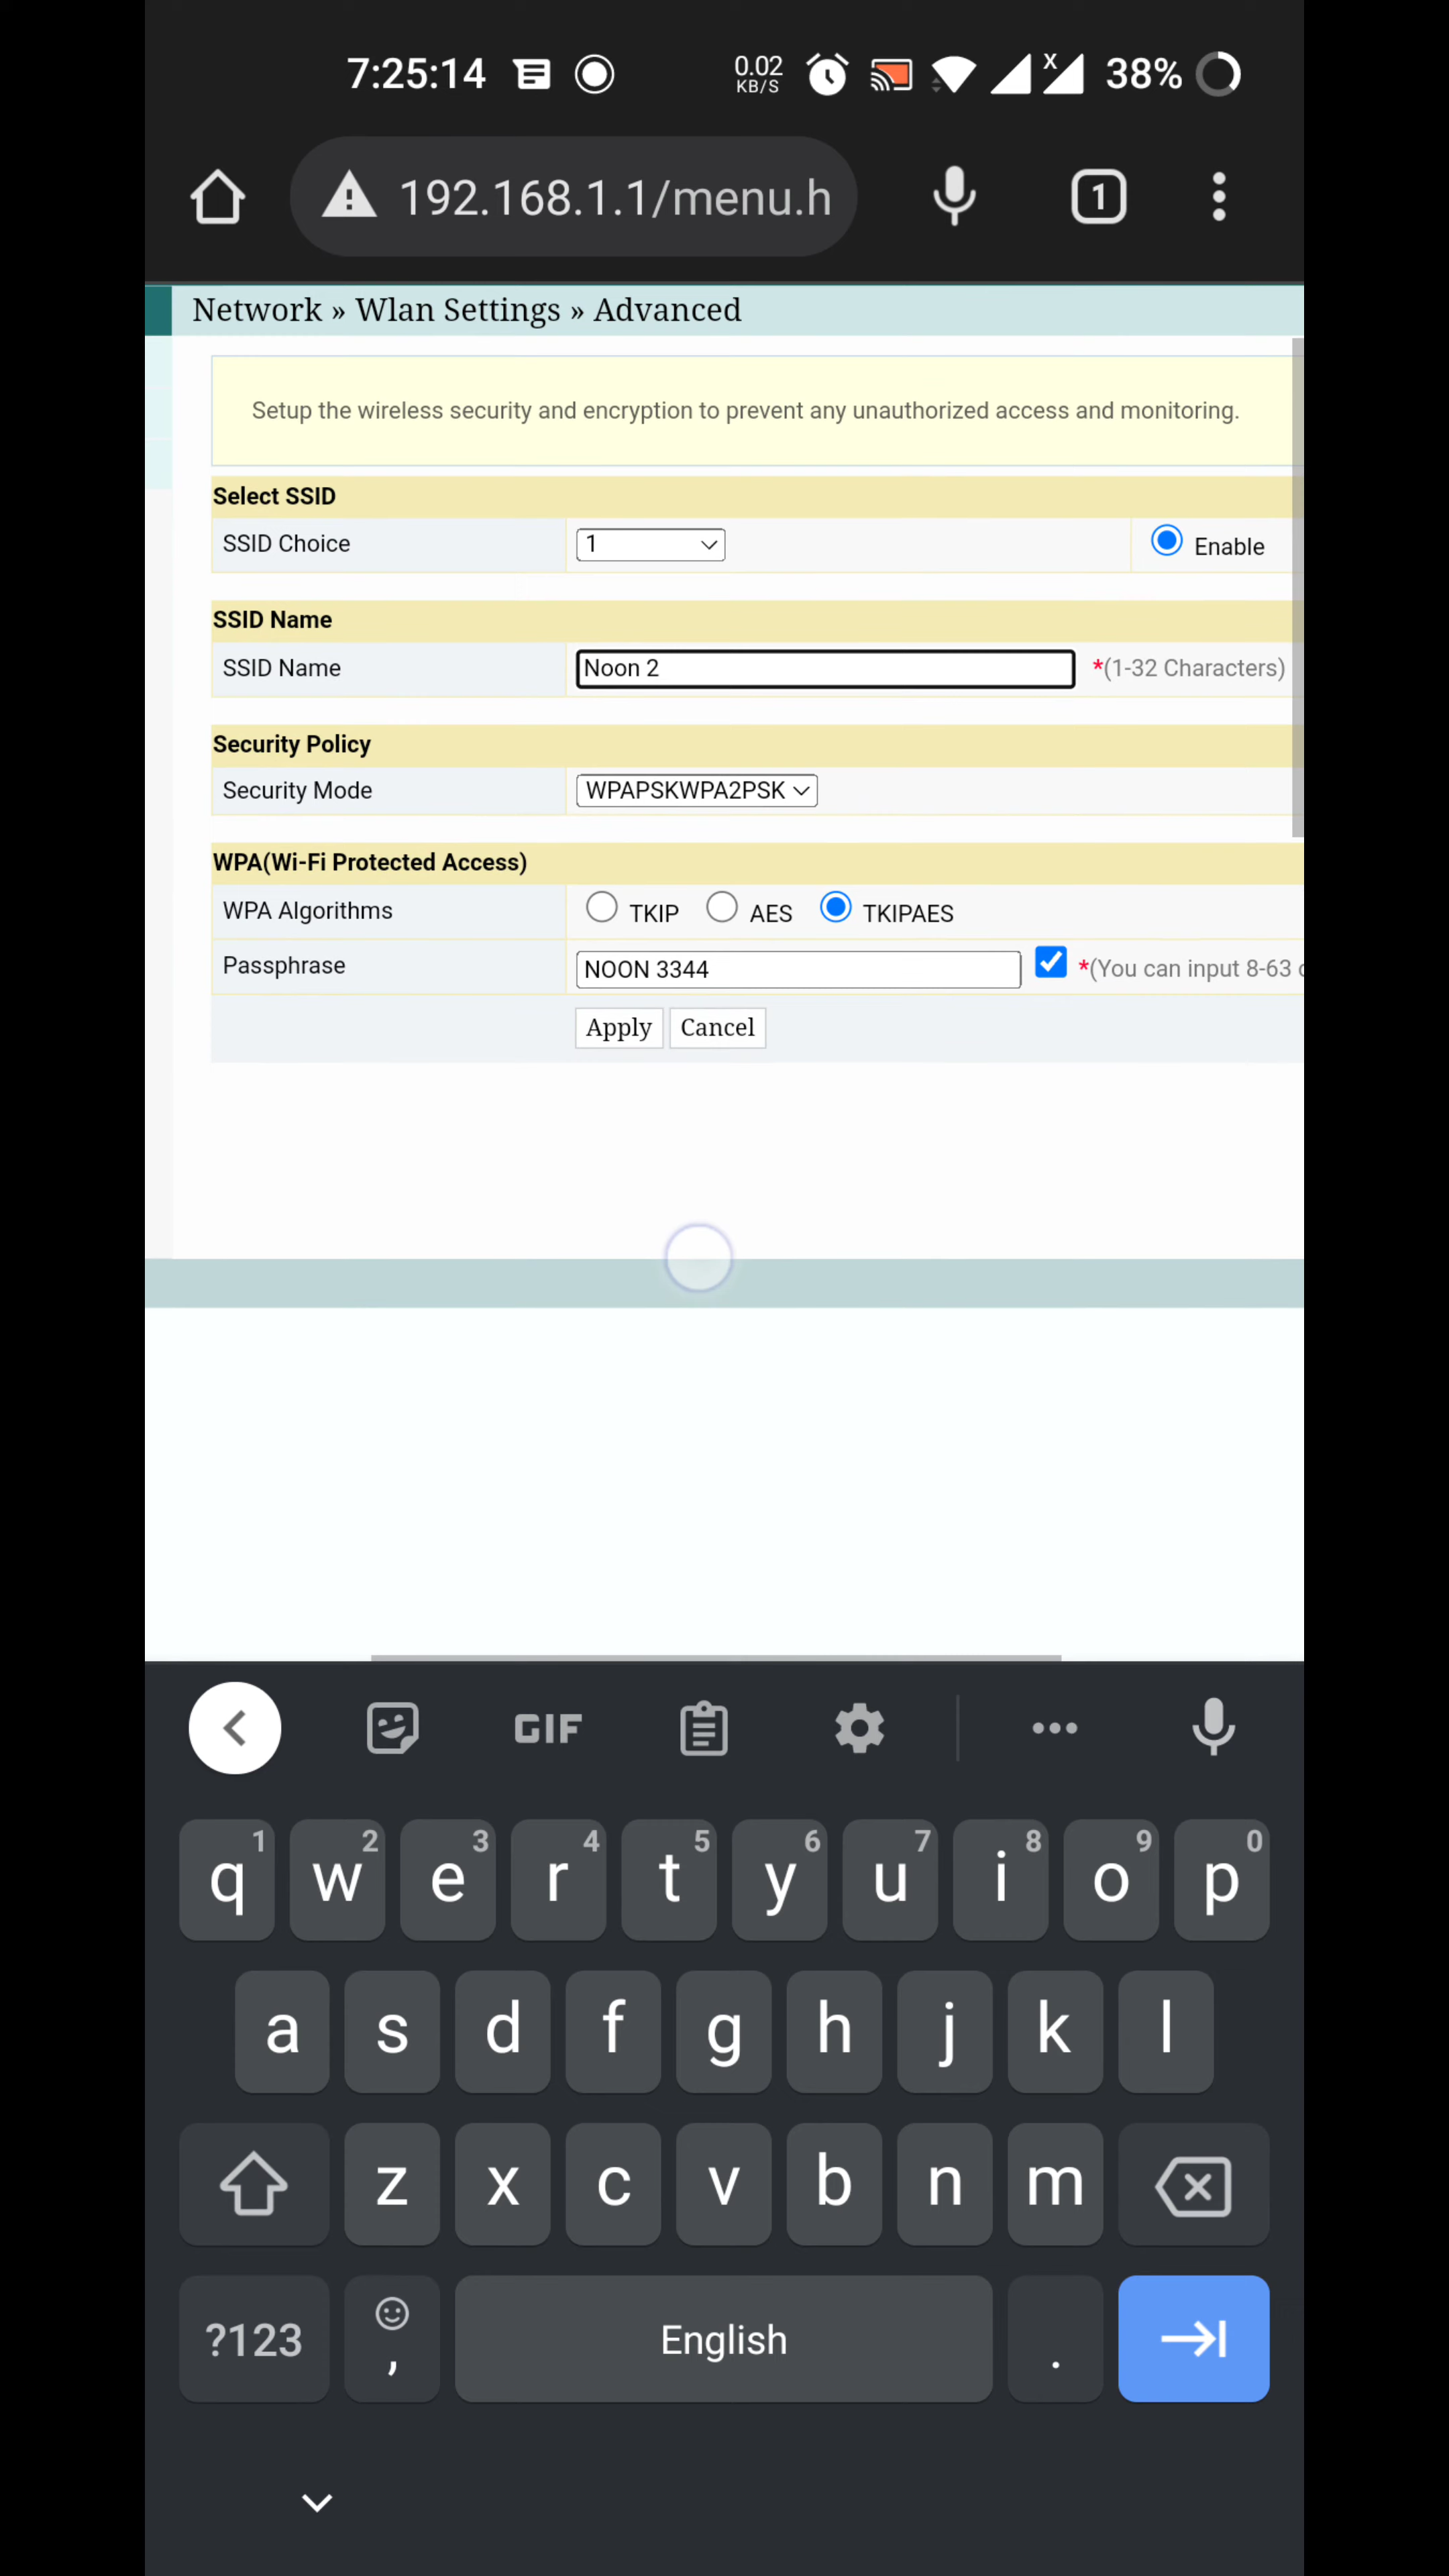 7:25:14 0.02 KB/S X 38%
192.168.1.1/menu.h 1
Network » Wlan Settings » Advanced
Setup the wireless security and encryption to prevent any unauthorized access and monitoring.
Select SSID
SSID Choice 1 Enable
SSID Name
SSID Name Noon 2 *(1-32 Characters)
Security Policy
Security Mode WPAPSKWPA2PSK
WPA(Wi-Fi Protected Access)
WPA Algorithms TKIP AES TKIPAES
Passphrase NOON 3344 *(You can input 8-63 c
Apply Cancel
GIF
1 2 3 4 5 6 7 8 9 0
q w e r t y u i o p
a s d f g h j k l
z x c v b n m
?123 , English .